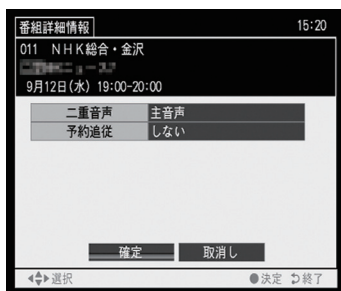 番組詳細情報 15:20
011 NHK総合・金沢
9月12日(水) 19:00-20:00
二重音声 主音声
予約追従 しない
確定 取消し
選択 決定 終了